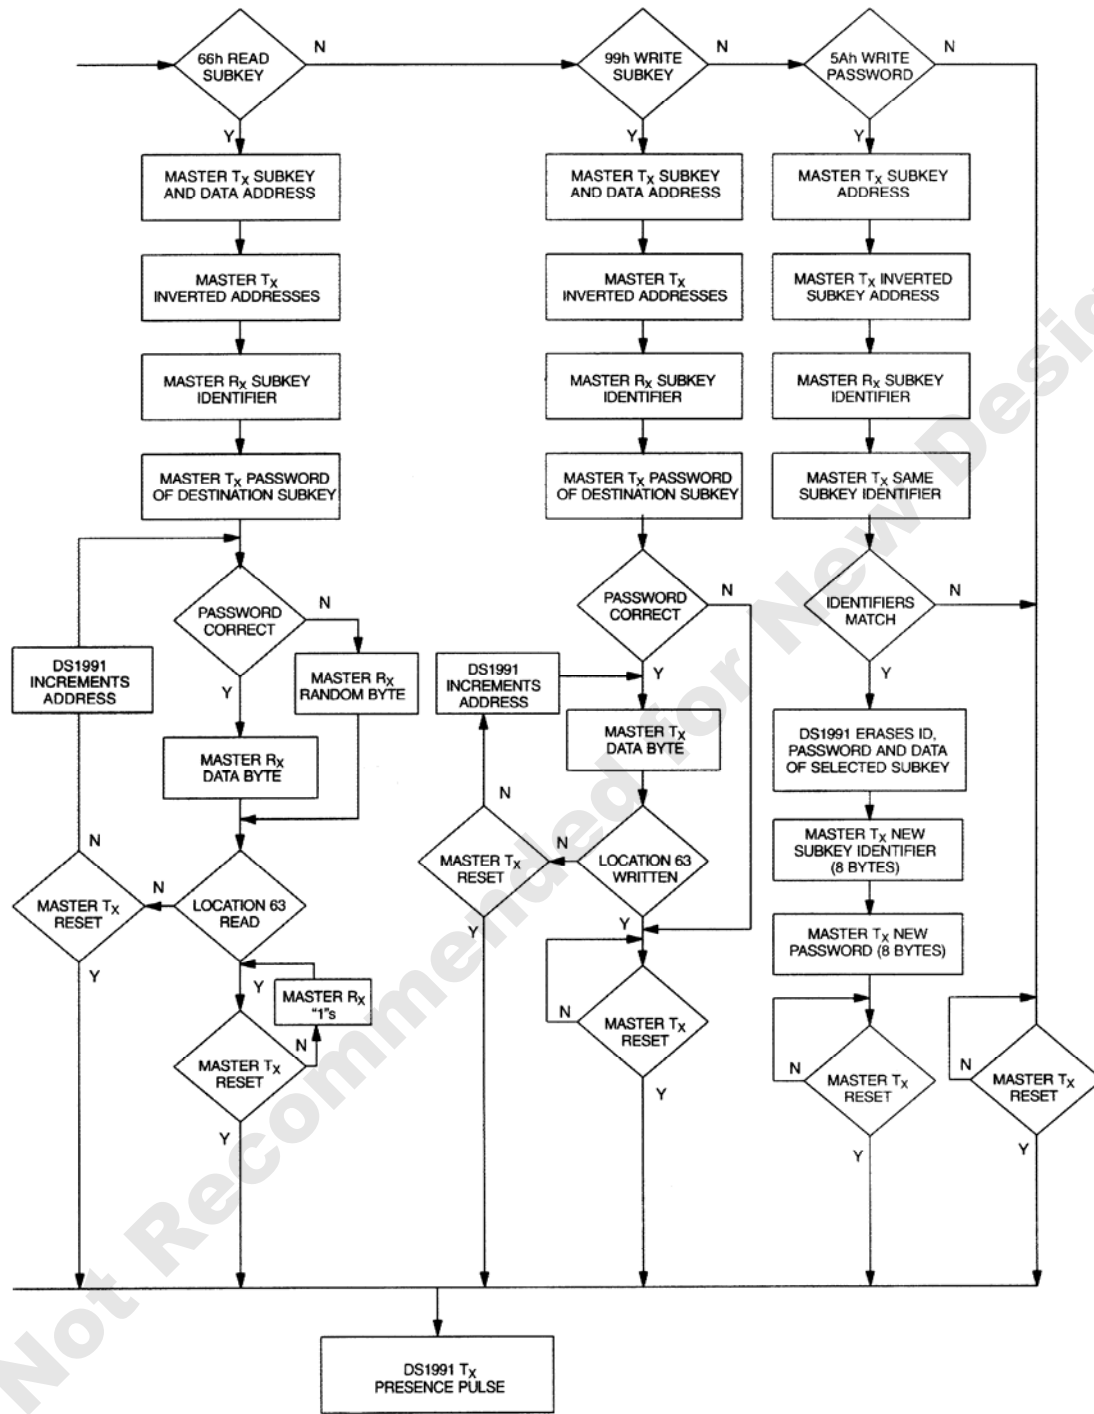 66h READ
SUBKEY
N
99h WRITE
SUBKEY
N
5Ah WRITE
PASSWORD
N
Y
Y
Y
MASTER TX SUBKEY
AND DATA ADDRESS
MASTER TX SUBKEY
AND DATA ADDRESS
MASTER TX SUBKEY
ADDRESS
MASTER TX
INVERTED ADDRESSES
MASTER TX
INVERTED ADDRESSES
MASTER TX INVERTED
SUBKEY ADDRESS
MASTER RX SUBKEY
IDENTIFIER
MASTER RX SUBKEY
IDENTIFIER
MASTER RX SUBKEY
IDENTIFIER
MASTER TX PASSWORD
OF DESTINATION SUBKEY
MASTER TX PASSWORD
OF DESTINATION SUBKEY
MASTER TX SAME
SUBKEY IDENTIFIER
PASSWORD
CORRECT
N
Y
PASSWORD
CORRECT
N
Y
IDENTIFIERS
MATCH
N
Y
DS1991
INCREMENTS
ADDRESS
MASTER RX
RANDOM BYTE
DS1991
INCREMENTS
ADDRESS
MASTER RX
DATA BYTE
MASTER TX
DATA BYTE
DS1991 ERASES ID,
PASSWORD AND DATA
OF SELECTED SUBKEY
N
MASTER TX
RESET
Y
N
LOCATION 63
READ
Y
N
MASTER TX
RESET
Y
N
LOCATION 63
WRITTEN
Y
MASTER TX NEW
SUBKEY IDENTIFIER
(8 BYTES)
MASTER TX NEW
PASSWORD (8 BYTES)
MASTER RX
"1"s
N
MASTER TX
RESET
Y
N
MASTER TX
RESET
Y
N
MASTER TX
RESET
Y
N
MASTER TX
RESET
Y
DS1991 TX
PRESENCE PULSE
Not Recommended for New Desig